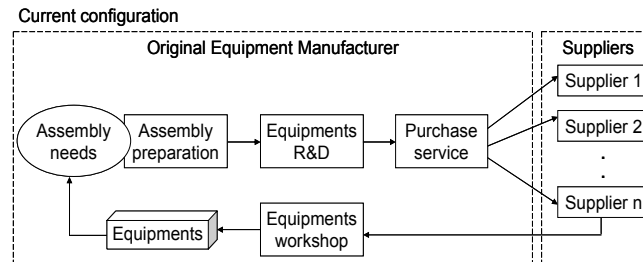 Current configuration
Original Equipment Manufacturer
Suppliers
Assembly
needs
Assembly
preparation
Equipments
R&D
Purchase
service
Supplier 1
Supplier 2
.
.
Supplier n
Equipments
Equipments
workshop